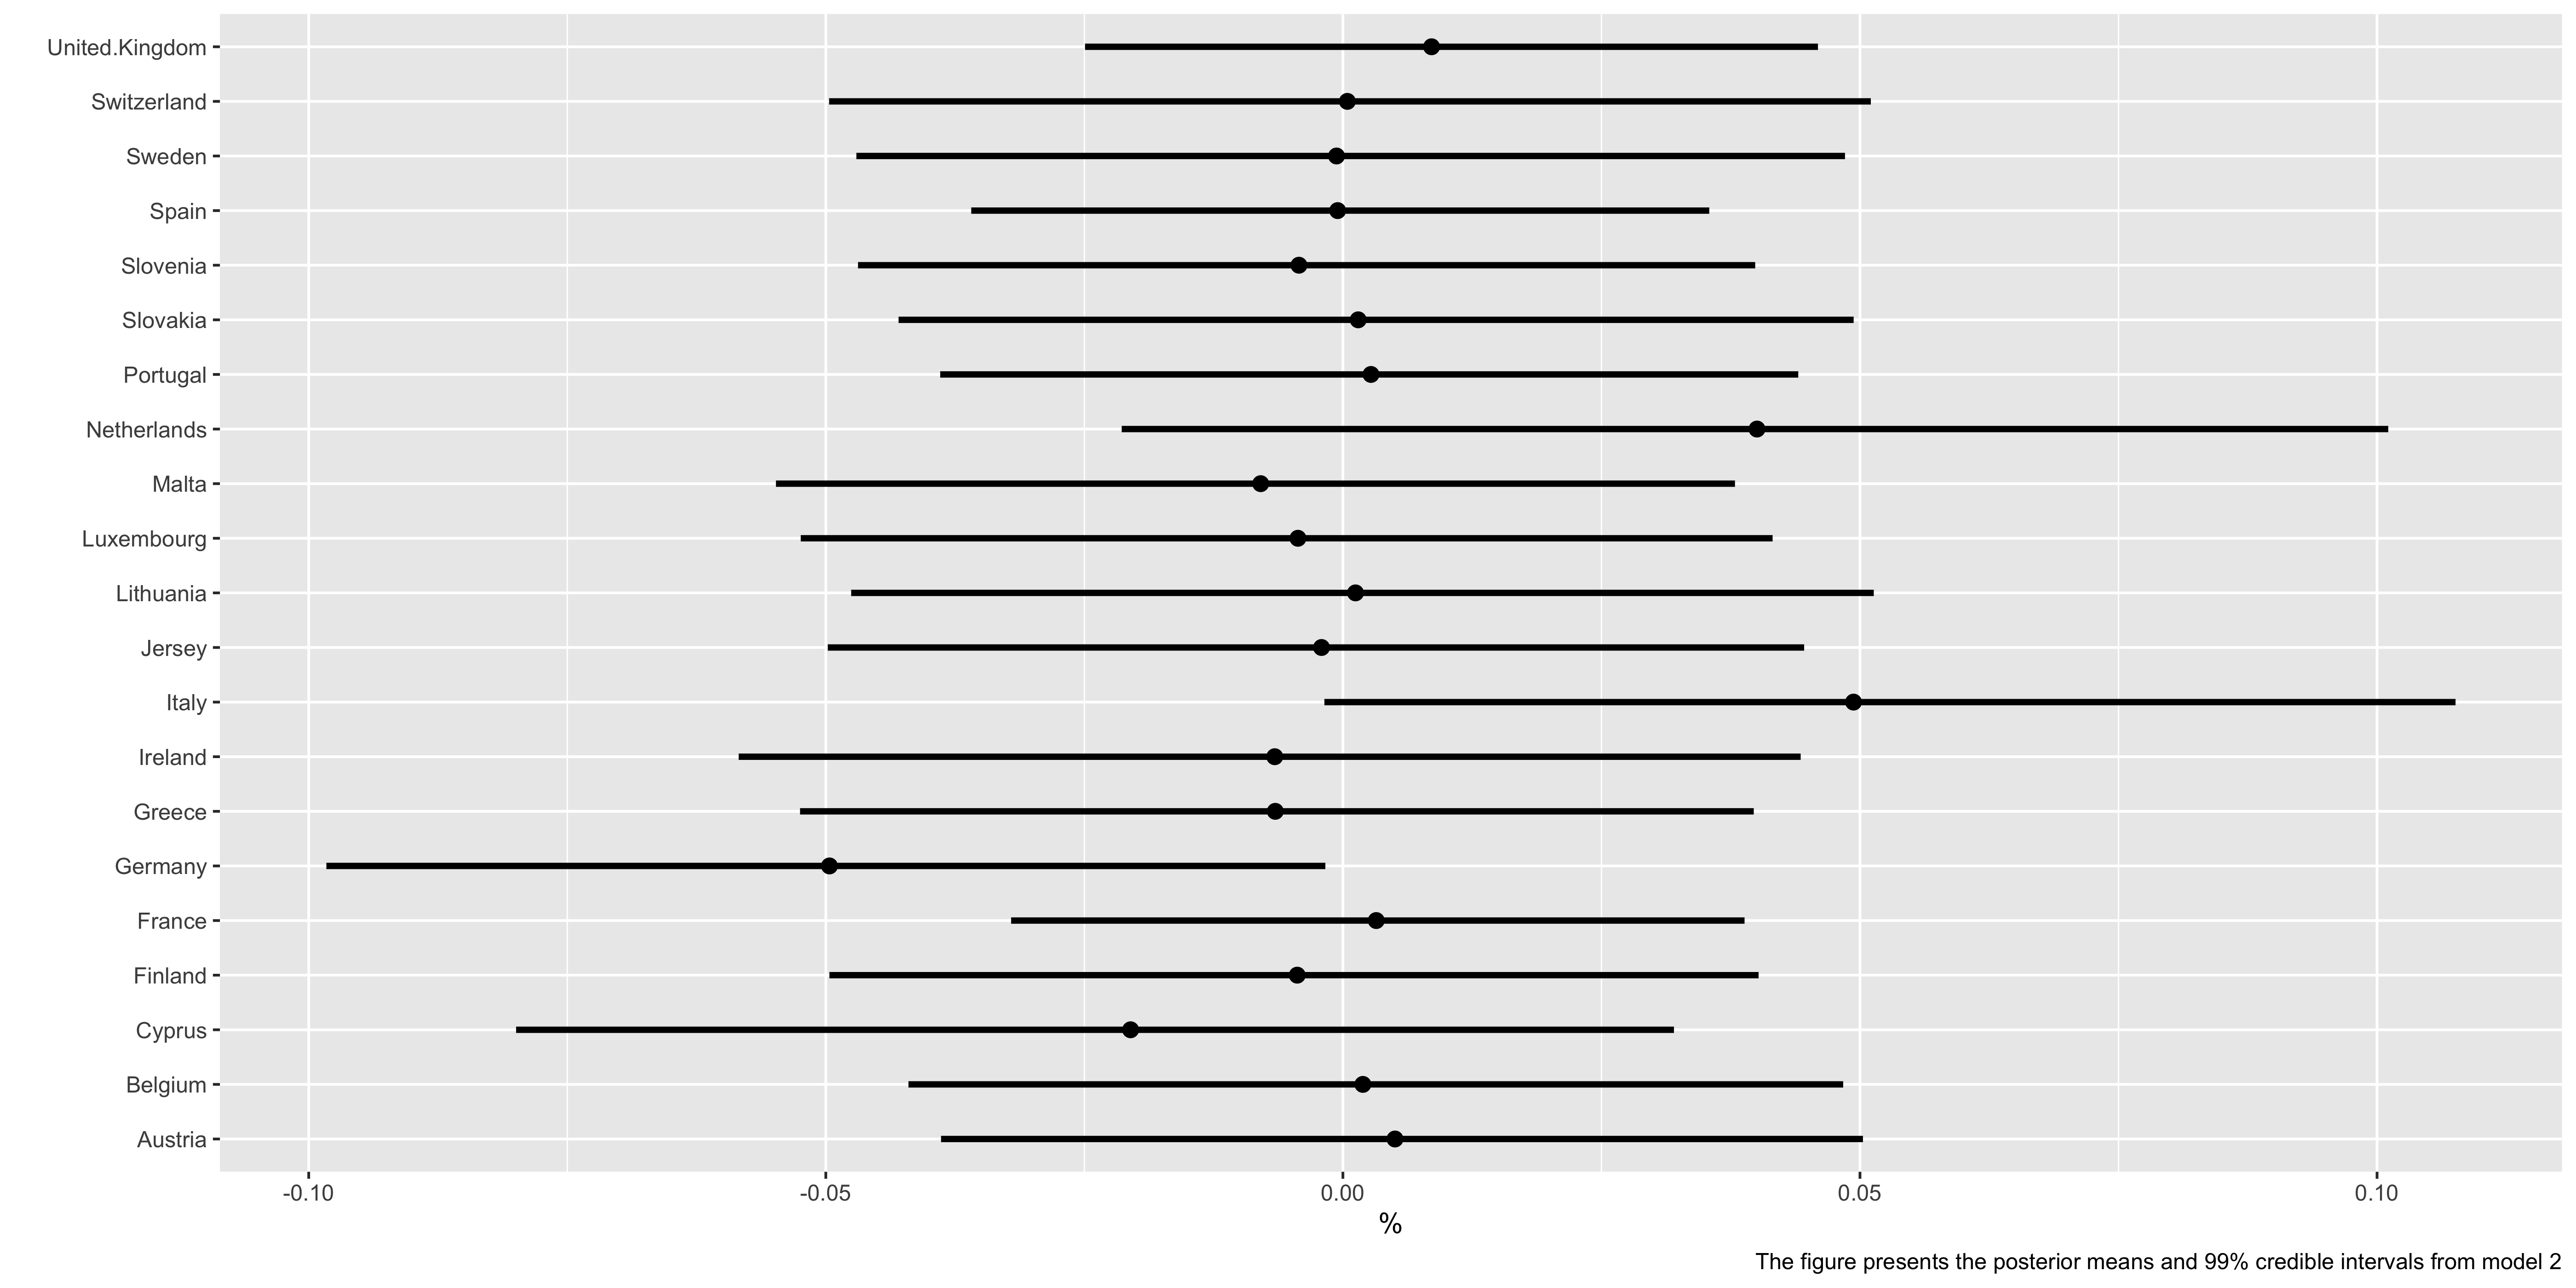 United.Kingdom
Switzerland
Sweden
Spain
Slovenia
Slovakia
Portugal
Netherlands
Malta
Luxembourg
Lithuania
Jersey
Italy
Ireland
Greece
Germany
France
Finland
Cyprus
Belgium
Austria
-0.10 -0.05 0.00 0.05 0.10
%
The figure presents the posterior means and 99% credible intervals from model 2